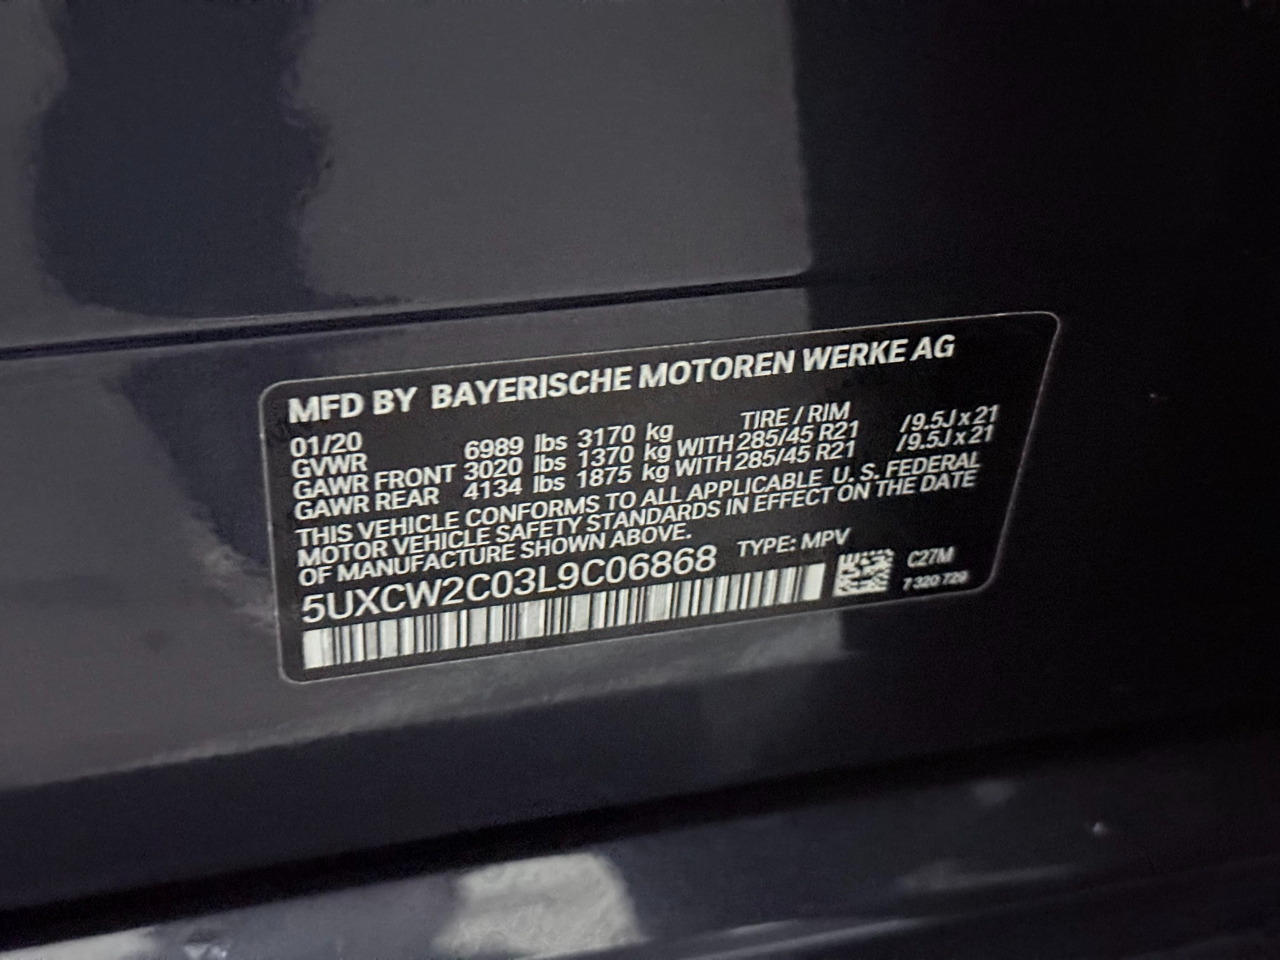 MFD BY BAYERISCHE MOTOREN WERKE AG
01/20 TIRE / RIM
GVWR 6989 lbs 3170 kg
GAWR FRONT 3020 lbs 1370 kg WITH 285/45 R21 /9.5J x 21
GAWR REAR 4134 lbs 1875 kg WITH 285/45 R21 /9.5J x 21
THIS VEHICLE CONFORMS TO ALL APPLICABLE U. S. FEDERAL
MOTOR VEHICLE SAFETY STANDARDS IN EFFECT ON THE DATE
OF MANUFACTURE SHOWN ABOVE.
5UXCW2C03L9C06868 TYPE: MPV
C27M
7 320 729